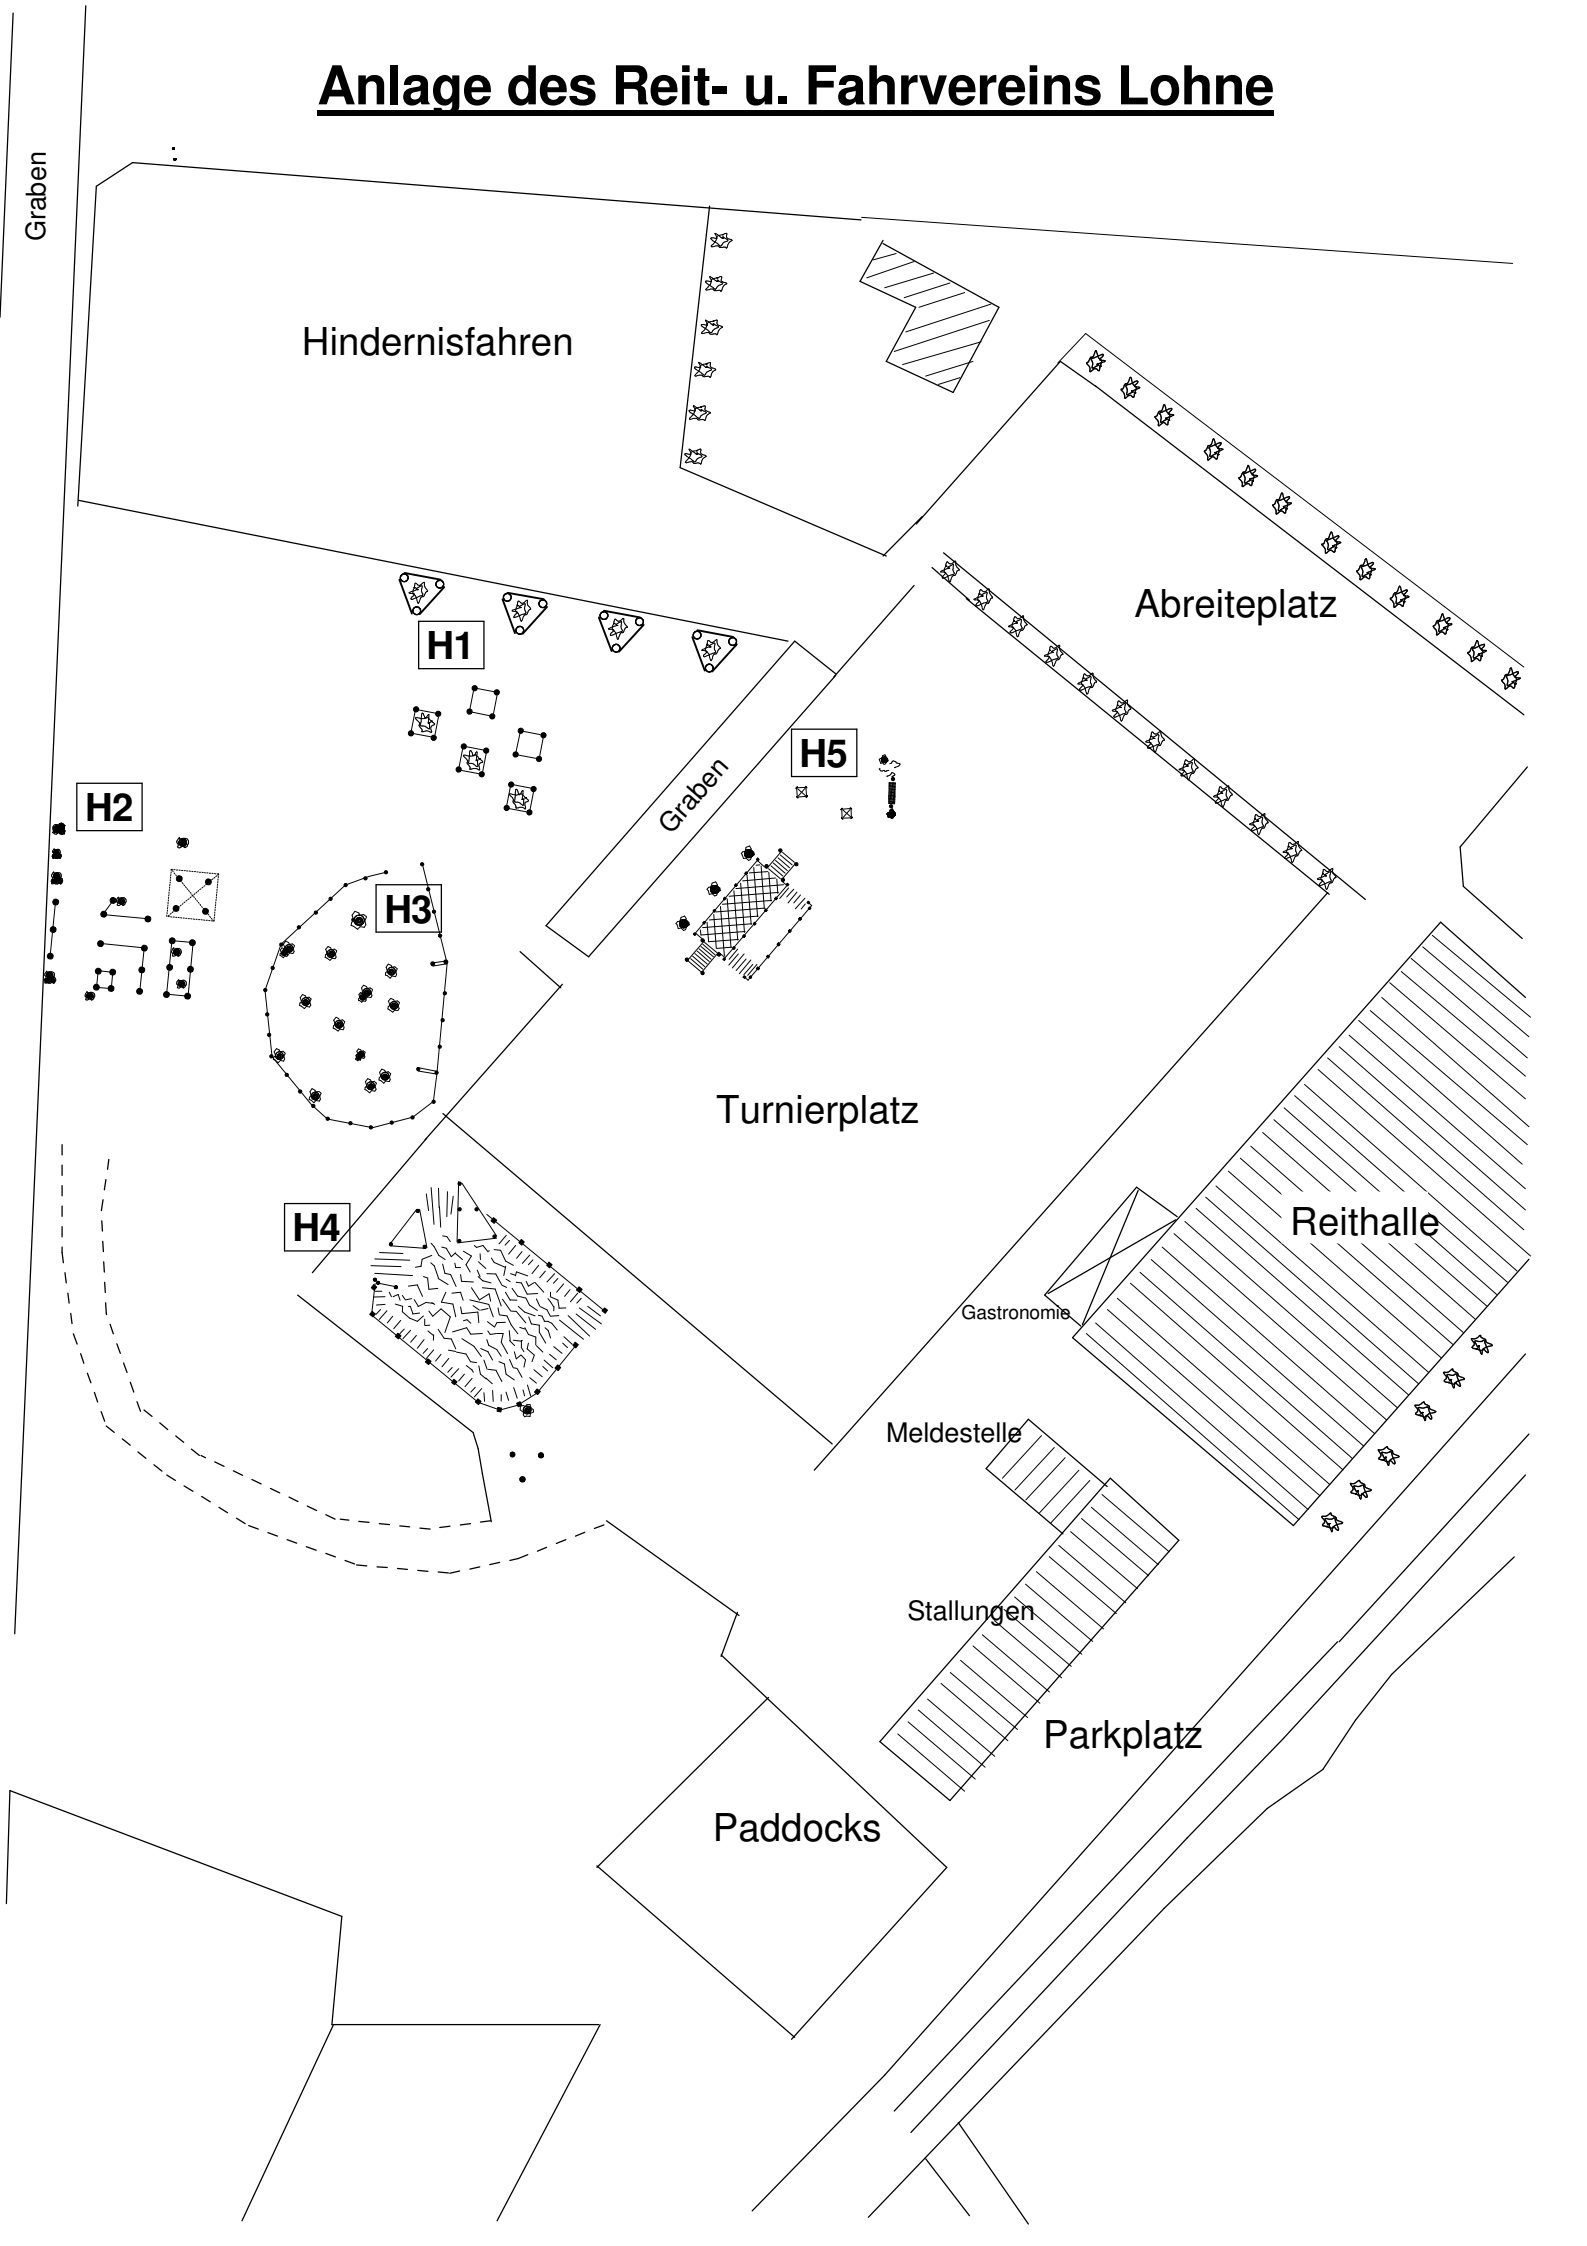 Anlage des Reit- u. Fahrvereins Lohne
Graben
Hindernisfahren
Abreiteplatz
H1
H5
Graben
H2
H3
Turnierplatz
H4
Reithalle
Gastronomie
Meldestelle
Stallungen
Parkplatz
Paddocks